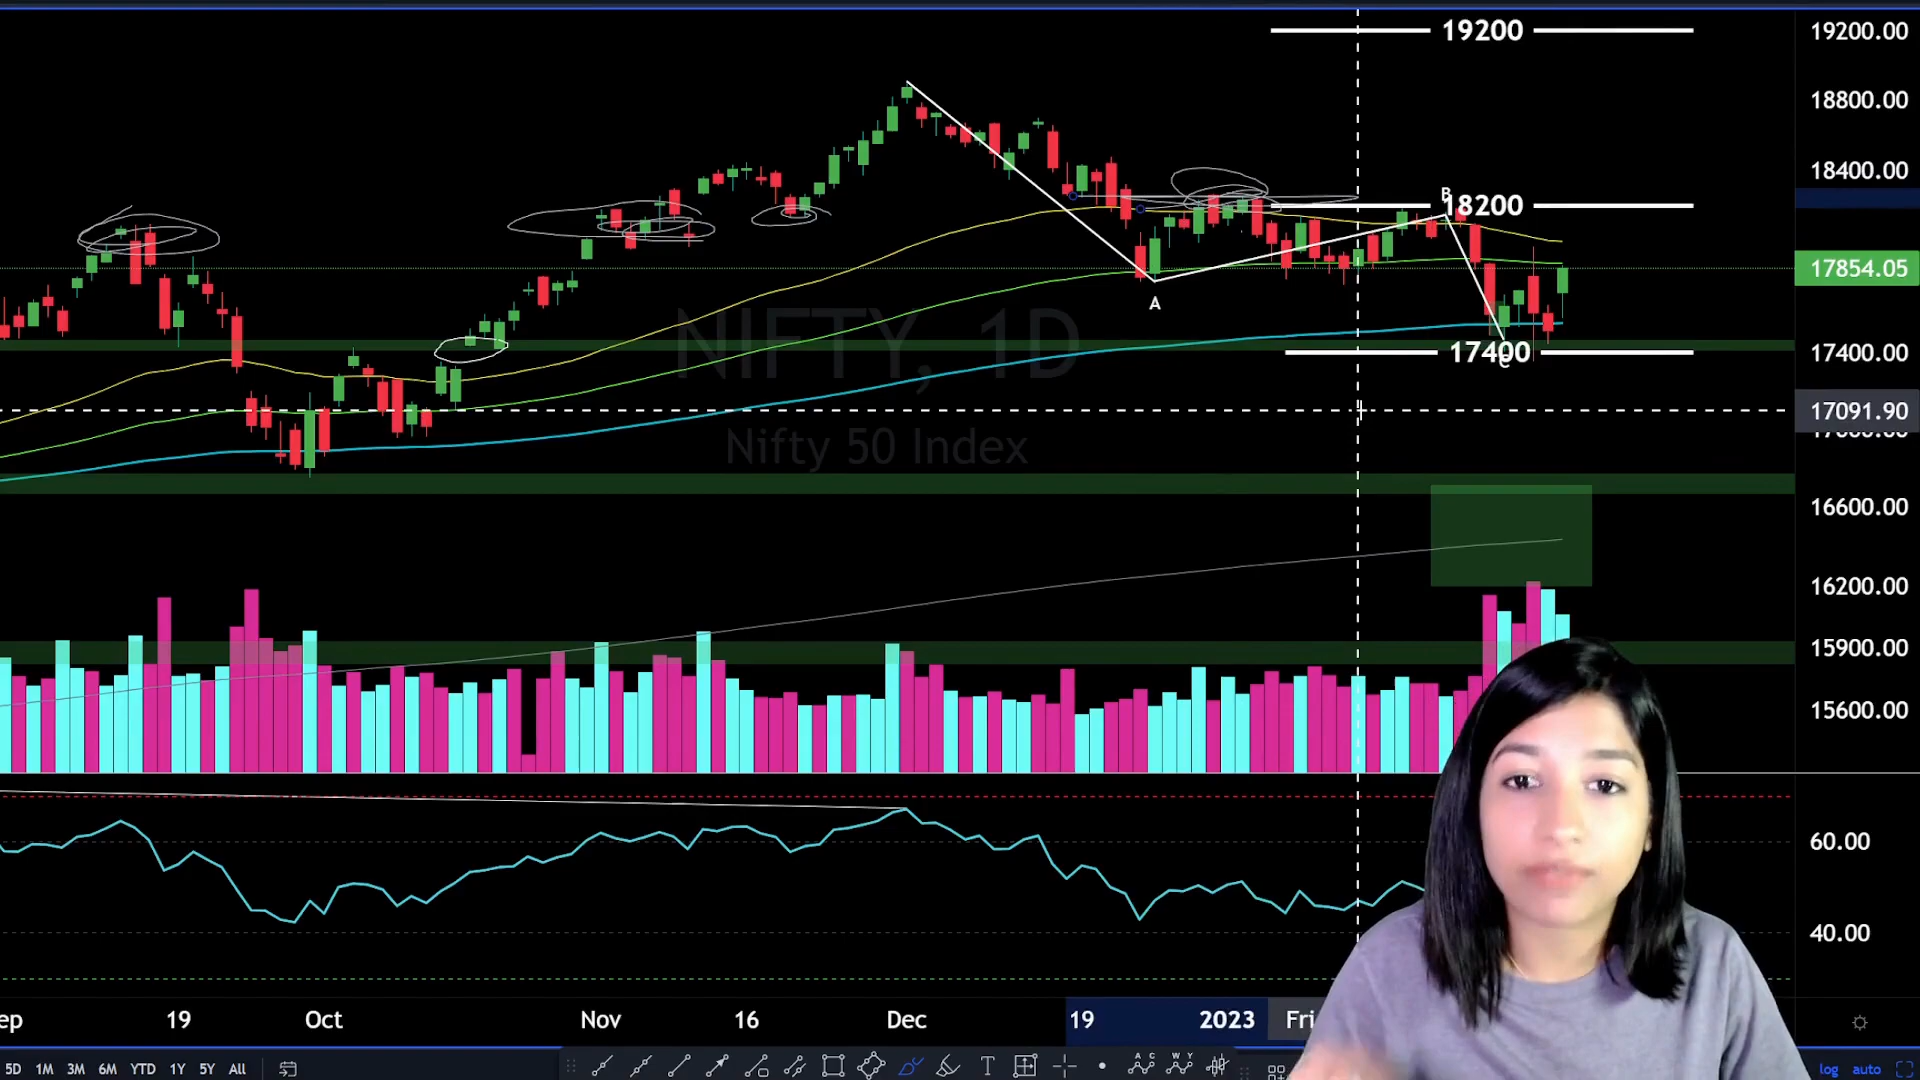 19200
19200.00
18800.00
18400.00
B
18200
17854.05
A
NIFTY, 1D
17400
C
17400.00
17091.90
Nifty 50 Index
16600.00
16200.00
15900.00
15600.00
60.00
40.00
ep 19 Oct Nov 16 Dec 19 2023 Fri
5D 1M 3M 6M YTD 1Y 5Y All
T
A C
W Y
log auto